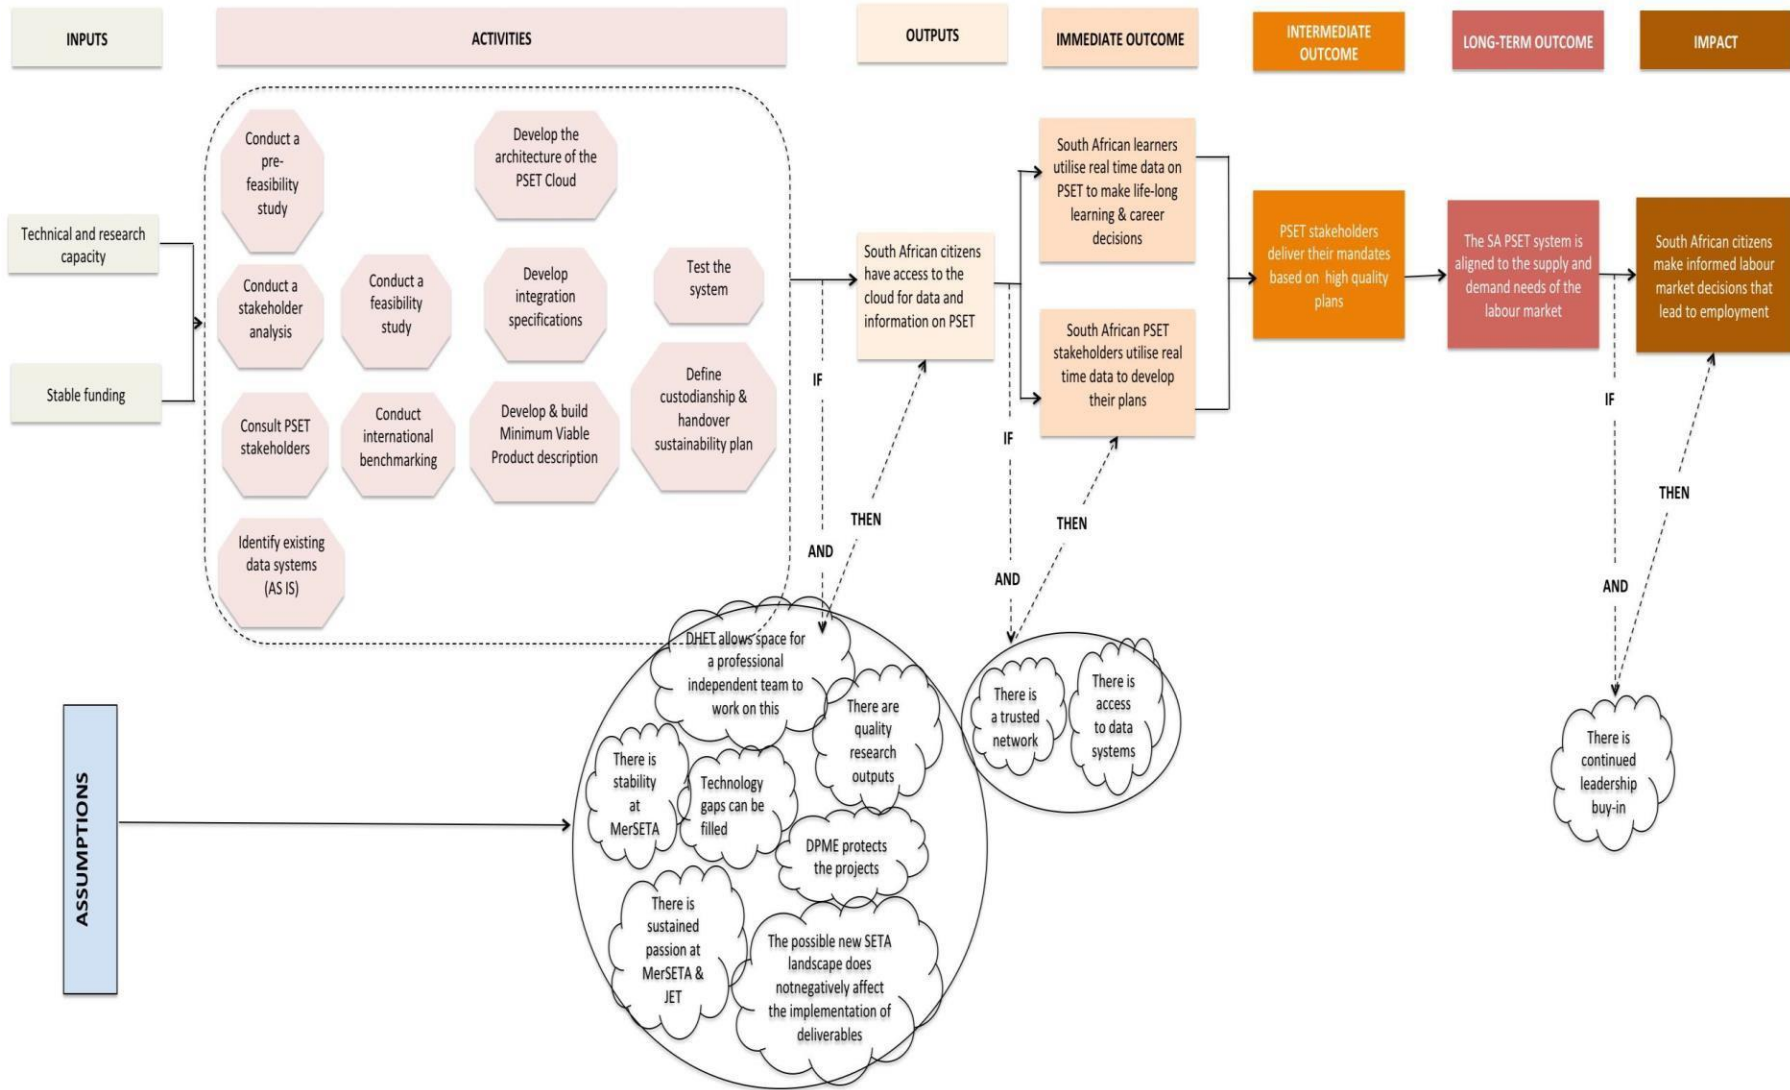 INPUTS
ACTIVITIES
OUTPUTS
IMMEDIATE OUTCOME
INTERMEDIATE
OUTCOME
LONG-TERM OUTCOME
IMPACT
Technical and research
capacity
Stable funding
Conduct a
pre-
feasibility
study
Develop the
architecture of the
PSET Cloud
Conduct a
stakeholder
analysis
Conduct a
feasibility
study
Develop
integration
specifications
Test the
system
Consult PSET
stakeholders
Conduct
international
benchmarking
Develop & build
Minimum Viable
Product description
Define
custodianship &
handover
sustainability plan
Identify existing
data systems
(AS IS)
South African citizens
have access to the
cloud for data and
information on PSET
South African learners
utilise real time data on
PSET to make life-long
learning & career
decisions
South African PSET
stakeholders utilise real
time data to develop
their plans
PSET stakeholders
deliver their mandates
based on high quality
plans
The SA PSET system is
aligned to the supply and
demand needs of the
labour market
South African citizens
make informed labour
market decisions that
lead to employment
IF
AND
THEN
IF
AND
THEN
IF
AND
THEN
ASSUMPTIONS
DHET allows space for
a professional
independent team to
work on this
There are
quality
research
outputs
There is
stability
at
MerSETA
Technology
gaps can be
filled
DPME protects
the projects
There is
sustained
passion at
MerSETA &
JET
The possible new SETA
landscape does
notnegatively affect
the implementation of
deliverables
There is
a trusted
network
There is
access
to data
systems
There is
continued
leadership
buy-in